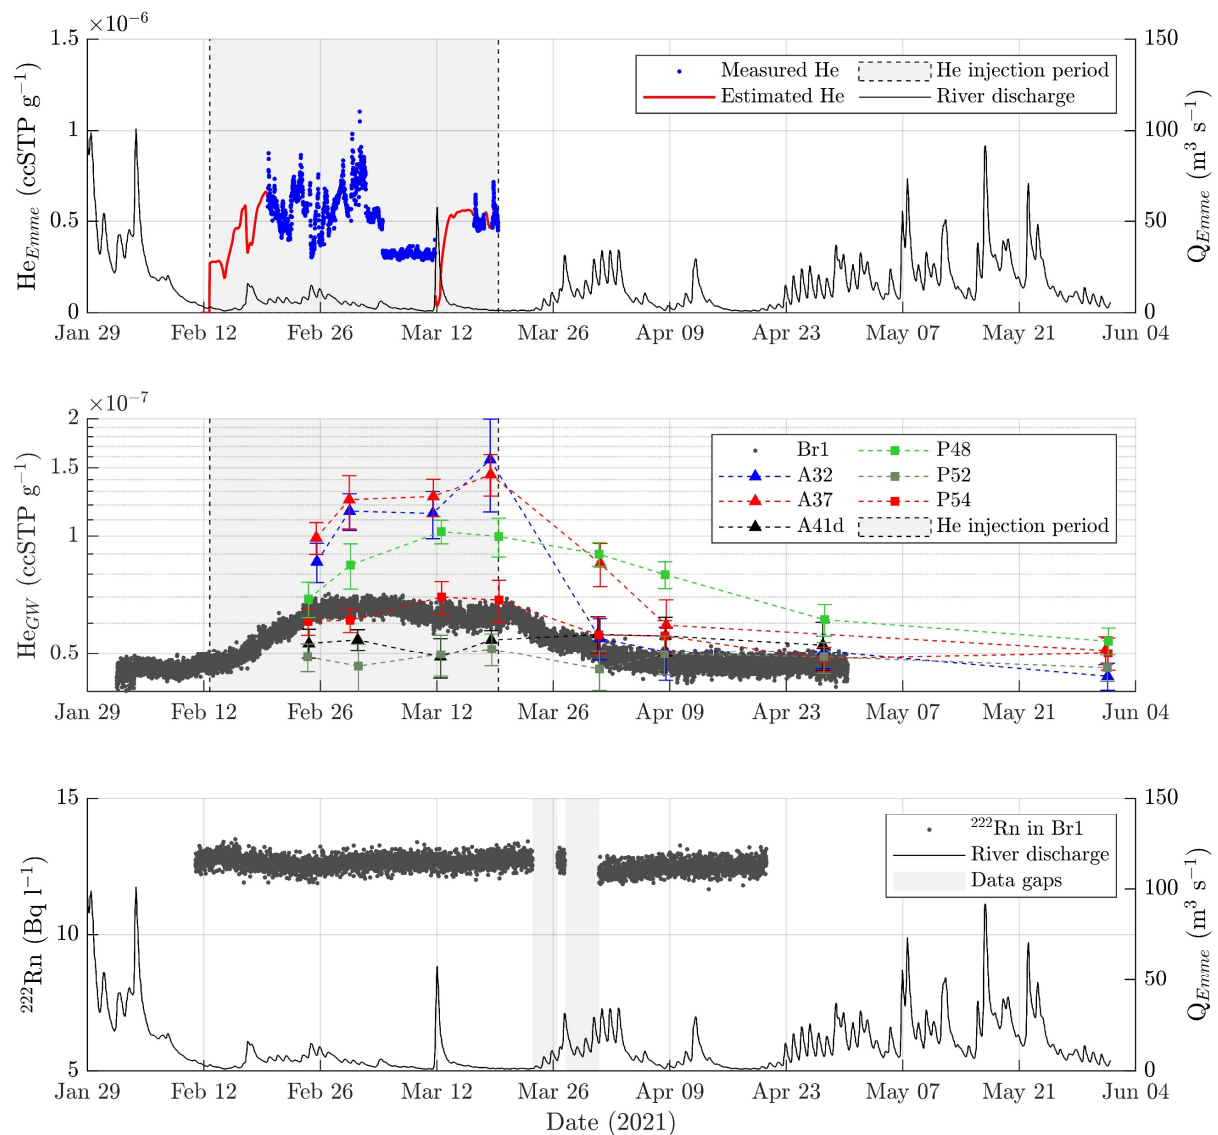 ×10⁻⁶
1.5
1
0.5
0
150
100
50
0
He_Emme (ccSTP g⁻¹)
Q_Emme (m³ s⁻¹)
Measured He
He injection period
Estimated He
River discharge
Jan 29 Feb 12 Feb 26 Mar 12 Mar 26 Apr 09 Apr 23 May 07 May 21 Jun 04
×10⁻⁷
2
1.5
1
0.5
He_GW (ccSTP g⁻¹)
Br1 P48
A32 P52
A37 P54
A41d He injection period
Jan 29 Feb 12 Feb 26 Mar 12 Mar 26 Apr 09 Apr 23 May 07 May 21 Jun 04
15
10
5
150
100
50
0
²²²Rn (Bq l⁻¹)
Q_Emme (m³ s⁻¹)
²²²Rn in Br1
River discharge
Data gaps
Jan 29 Feb 12 Feb 26 Mar 12 Mar 26 Apr 09 Apr 23 May 07 May 21 Jun 04
Date (2021)